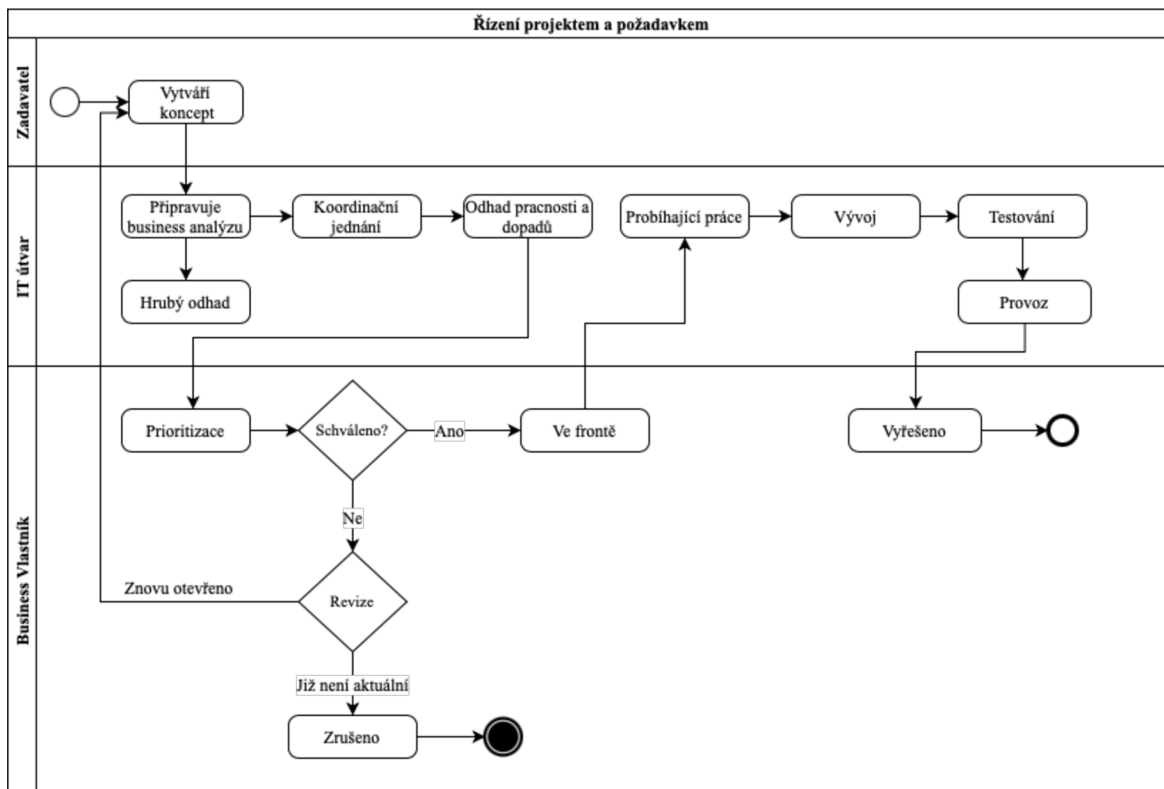 Řízení projektem a požadavkem
Zadavatel
Vytváří
koncept
IT útvar
Připravuje
business analýzu
Koordinační
jednání
Odhad pracnosti a
dopadů
Probíhající práce
Vývoj
Testování
Hrubý odhad
Provoz
Business Vlastník
Prioritizace
Schváleno?
Ano
Ve frontě
Vyřešeno
Ne
Znovu otevřeno
Revize
Již není aktuální
Zrušeno